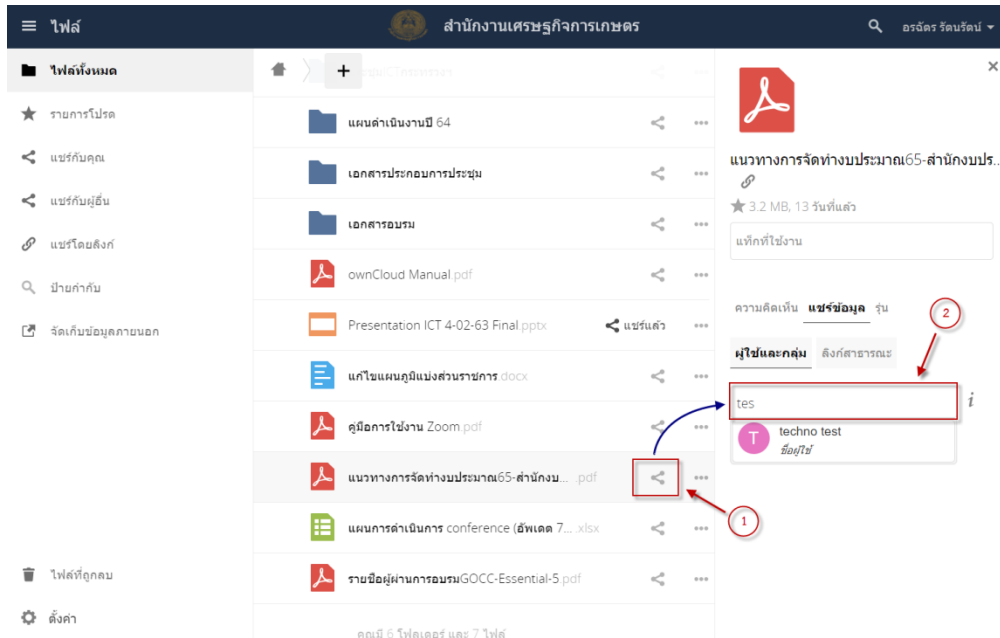 ไฟล์
สำนักงานเศรษฐกิจการเกษตร
อรฉัตร รัตนรัตน์
ไฟล์ทั้งหมด
รายการโปรด
แชร์กับคุณ
แชร์กับผู้อื่น
แชร์โดยลิงก์
ป้ายกำกับ
จัดเก็บข้อมูลภายนอก
ไฟล์ที่ถูกลบ
ตั้งค่า
+
แผนดำเนินงานปี 64
เอกสารประกอบการประชุม
เอกสารอบรม
ownCloud Manual.pdf
Presentation ICT 4-02-63 Final.pptx
แชร์แล้ว
แก้ไขแผนภูมิแบ่งส่วนราชการ.docx
คู่มือการใช้งาน Zoom.pdf
แนวทางการจัดทำงบประมาณ65-สำนักงบ... .pdf
แผนการดำเนินการ conference (อัพเดต 7... .xlsx
รายชื่อผู้ผ่านการอบรมGOCC-Essential-5.pdf
คุณมี 6 โฟลเดอร์ และ 7 ไฟล์
×
แนวทางการจัดทำงบประมาณ65-สำนักงบปร...
3.2 MB, 13 วันที่แล้ว
แท็กที่ใช้งาน
ความคิดเห็น แชร์ข้อมูล รุ่น
ผู้ใช้และกลุ่ม ลิงก์สาธารณะ
tes
i
T
techno test
ชื่อผู้ใช้
1
2